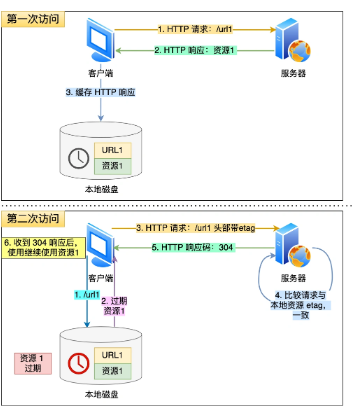 第一次访问
1. HTTP 请求: /url1
2. HTTP 响应: 资源1
客户端
服务器
3. 缓存 HTTP 响应
URL1
资源1
本地磁盘
第二次访问
3. HTTP 请求: /url1 头部带etag
6. 收到 304 响应后,
使用继续使用资源1
5. HTTP 响应码: 304
客户端
服务器
1. /url1
2. 过期
资源1
4. 比较请求与
本地资源 etag,
一致
资源 1
过期
URL1
资源1
本地磁盘